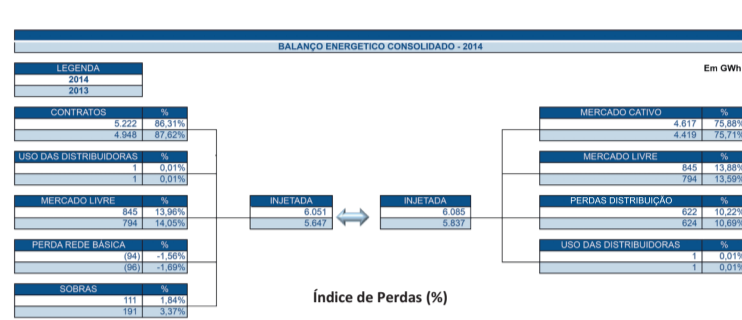 BALANÇO ENERGETICO CONSOLIDADO - 2014
LEGENDA
2014
2013
Em GWh
CONTRATOS %
5.222 86,31%
4.948 87,62%
USO DAS DISTRIBUIDORAS %
1 0,01%
1 0,01%
MERCADO LIVRE %
845 13,96%
794 14,05%
PERDA REDE BÁSICA %
(94) -1,56%
(96) -1,69%
SOBRAS %
111 1,84%
191 3,37%
INJETADA
6.051
5.647
INJETADA
6.085
5.837
MERCADO CATIVO %
4.617 75,88%
4.419 75,71%
MERCADO LIVRE %
845 13,88%
794 13,59%
PERDAS DISTRIBUIÇÃO %
622 10,22%
624 10,69%
USO DAS DISTRIBUIDORAS %
1 0,01%
1 0,01%
Índice de Perdas (%)